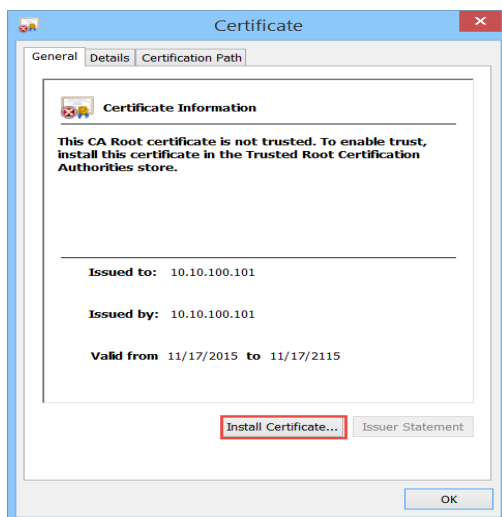 Certificate
General Details Certification Path
Certificate Information
This CA Root certificate is not trusted. To enable trust,
install this certificate in the Trusted Root Certification
Authorities store.
Issued to: 10.10.100.101
Issued by: 10.10.100.101
Valid from 11/17/2015 to 11/17/2115
Install Certificate... Issuer Statement
OK